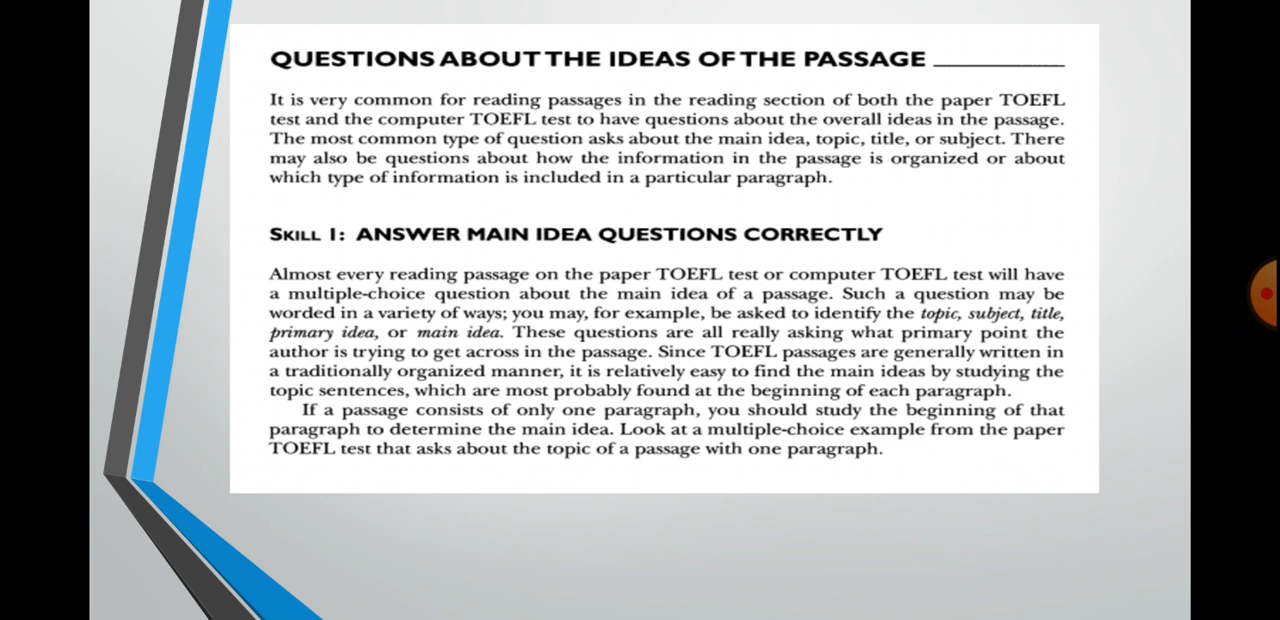 QUESTIONS ABOUT THE IDEAS OF THE PASSAGE
It is very common for reading passages in the reading section of both the paper TOEFL
test and the computer TOEFL test to have questions about the overall ideas in the passage.
The most common type of question asks about the main idea, topic, title, or subject. There
may also be questions about how the information in the passage is organized or about
which type of information is included in a particular paragraph.
SKILL 1: ANSWER MAIN IDEA QUESTIONS CORRECTLY
Almost every reading passage on the paper TOEFL test or computer TOEFL test will have
a multiple-choice question about the main idea of a passage. Such a question may be
worded in a variety of ways; you may, for example, be asked to identify the topic, subject, title,
primary idea, or main idea. These questions are all really asking what primary point the
author is trying to get across in the passage. Since TOEFL passages are generally written in
a traditionally organized manner, it is relatively easy to find the main ideas by studying the
topic sentences, which are most probably found at the beginning of each paragraph.
If a passage consists of only one paragraph, you should study the beginning of that
paragraph to determine the main idea. Look at a multiple-choice example from the paper
TOEFL test that asks about the topic of a passage with one paragraph.